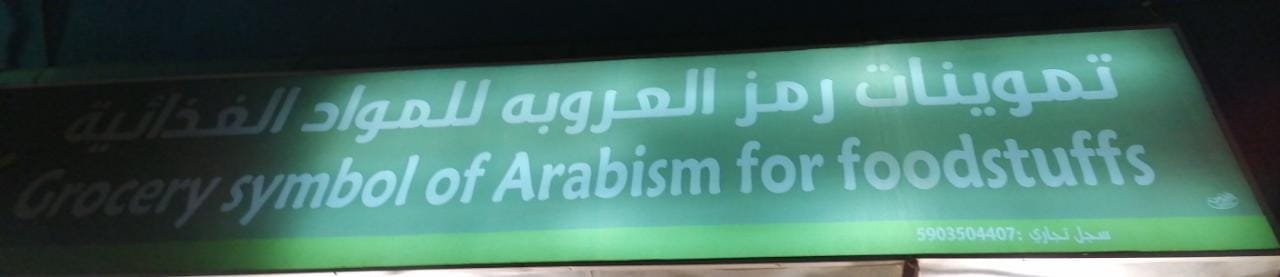 تموينات رمز العروبه للمواد الغذائية
Grocery symbol of Arabism for foodstuffs
سجل تجاري :5903504407